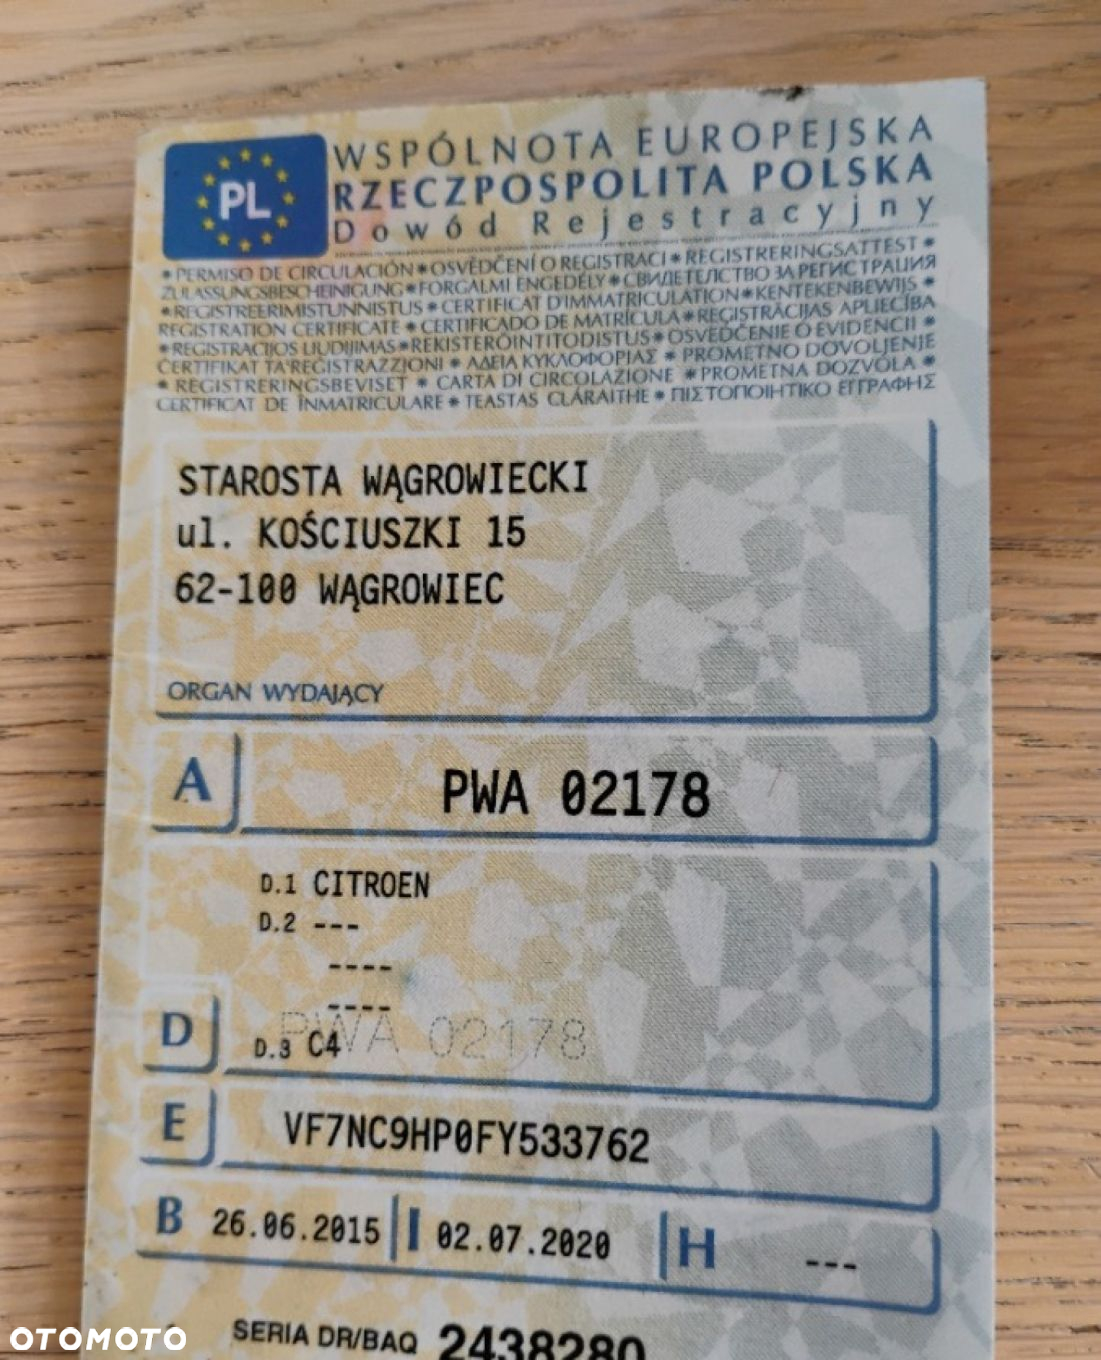 PL
WSPÓLNOTA EUROPEJSKA
RZECZPOSPOLITA POLSKA
Dowód Rejestracyjny
• PERMISO DE CIRCULACIÓN • OSVĚDČENÍ O REGISTRACI • REGISTRERINGSATTEST •
ZULASSUNGSBESCHEINIGUNG • FORGALMI ENGEDÉLY • СВИДЕТЕЛСТВО ЗА РЕГИСТРАЦИЯ
• REGISTREERIMISTUNNISTUS • CERTIFICAT D'IMMATRICULATION • KENTEKENBEWIJS •
REGISTRATION CERTIFICATE • CERTIFICADO DE MATRÍCULA • REGISTRĀCIJAS APLIECĪBA
• REGISTRACIJOS LIUDIJIMAS • REKISTERÖINTITODISTUS • OSVEDČENIE O EVIDENCII •
CERTIFIKAT TA'REĠISTRAZZJONI • ΑΔΕΙΑ ΚΥΚΛΟΦΟΡΙΑΣ • PROMETNO DOVOLJENJE
• REGISTRERINGSBEVISET • CARTA DI CIRCOLAZIONE • PROMETNA DOZVOLA •
CERTIFICAT DE ÎNMATRICULARE • TEASTAS CLÁRAITHE • ΠΙΣΤΟΠΟΙΗΤΙΚΟ ΕΓΓΡΑΦΗΣ
STAROSTA WĄGROWIECKI
ul. KOŚCIUSZKI 15
62-100 WĄGROWIEC
ORGAN WYDAJĄCY
A PWA 02178
D.1 CITROEN
D.2 ---
----
----
PWA 02178
D D.3 C4
E VF7NC9HP0FY533762
B 26.06.2015 I 02.07.2020 H ---
SERIA DR/BAQ 2438280
OTOMOTO